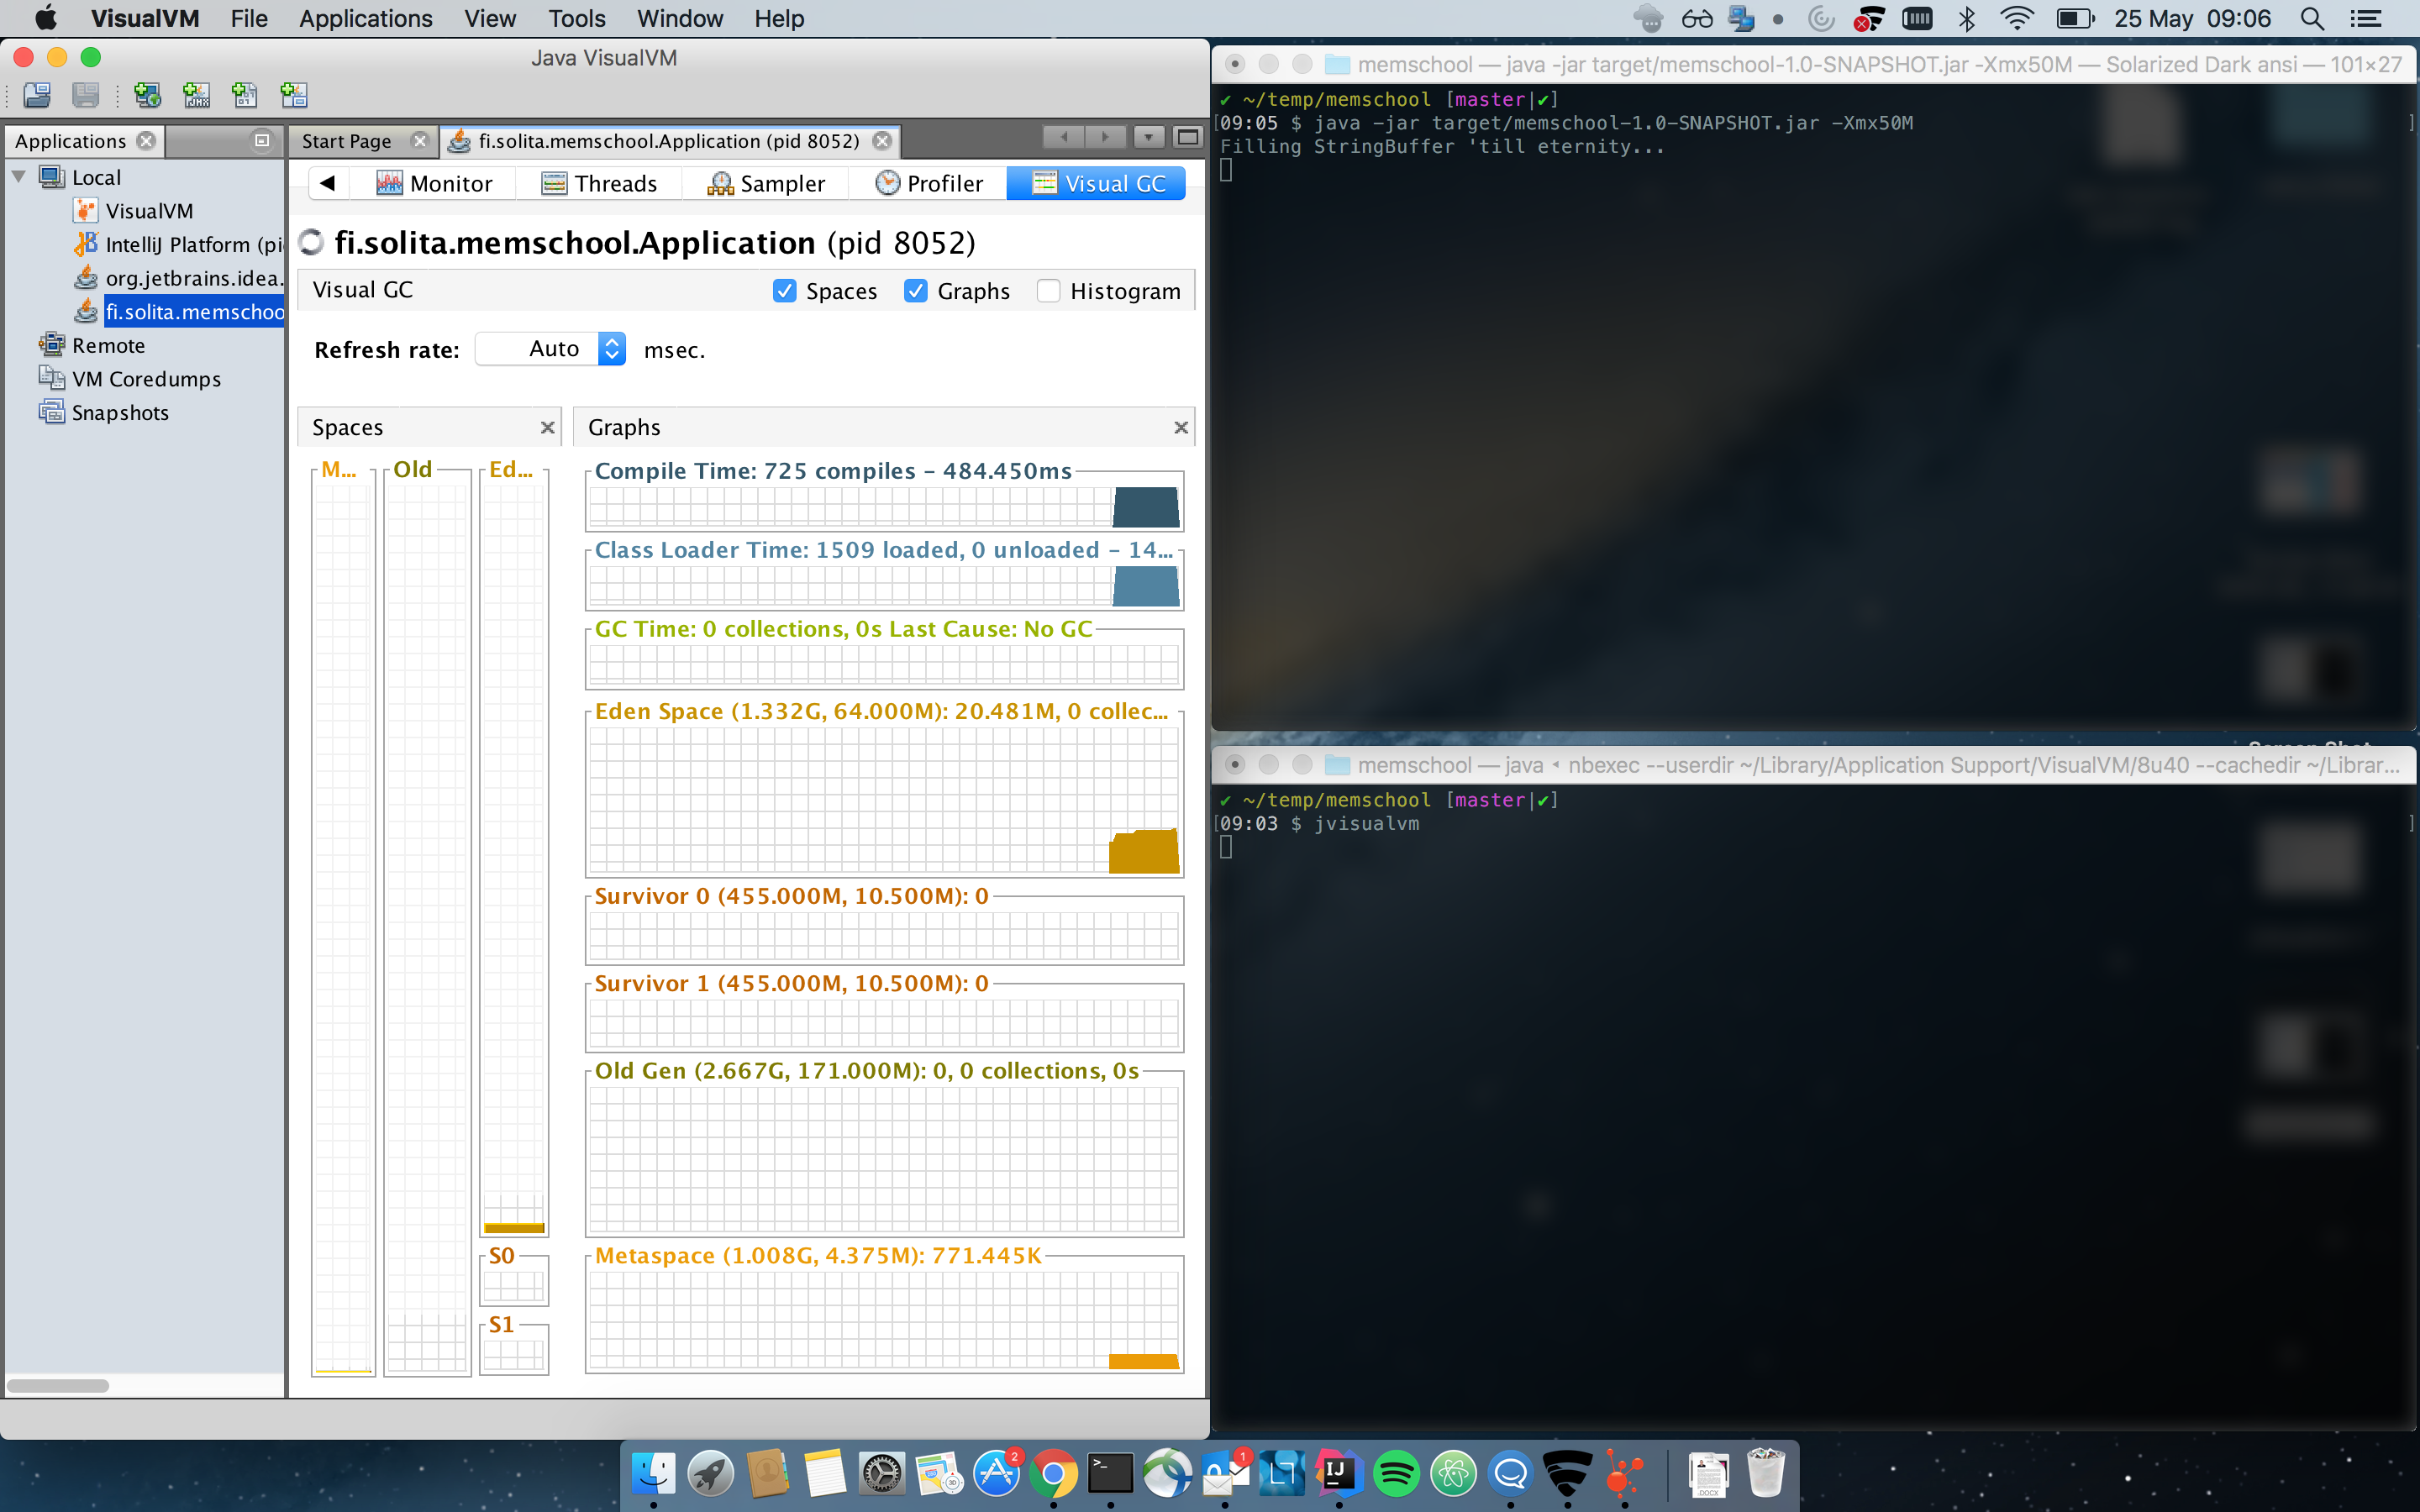 VisualVM File Applications View Tools Window Help 25 May 09:06
Java VisualVM
Applications
Local
VisualVM
IntelliJ Platform (pi
org.jetbrains.idea.
fi.solita.memschoo
Remote
VM Coredumps
Snapshots
Start Page fi.solita.memschool.Application (pid 8052)
Monitor Threads Sampler Profiler Visual GC
fi.solita.memschool.Application (pid 8052)
Visual GC Spaces Graphs Histogram
Refresh rate: Auto msec.
Spaces
M... Old Ed...
S0
S1
Graphs
Compile Time: 725 compiles - 484.450ms
Class Loader Time: 1509 loaded, 0 unloaded - 14...
GC Time: 0 collections, 0s Last Cause: No GC
Eden Space (1.332G, 64.000M): 20.481M, 0 collec...
Survivor 0 (455.000M, 10.500M): 0
Survivor 1 (455.000M, 10.500M): 0
Old Gen (2.667G, 171.000M): 0, 0 collections, 0s
Metaspace (1.008G, 4.375M): 771.445K
memschool — java -jar target/memschool-1.0-SNAPSHOT.jar -Xmx50M — Solarized Dark ansi — 101×27
✔ ~/temp/memschool [master|✔]
[09:05 $ java -jar target/memschool-1.0-SNAPSHOT.jar -Xmx50M ]
Filling StringBuffer 'till eternity...
memschool — java ◂ nbexec --userdir ~/Library/Application Support/VisualVM/8u40 --cachedir ~/Librar...
✔ ~/temp/memschool [master|✔]
[09:03 $ jvisualvm ]
2
1